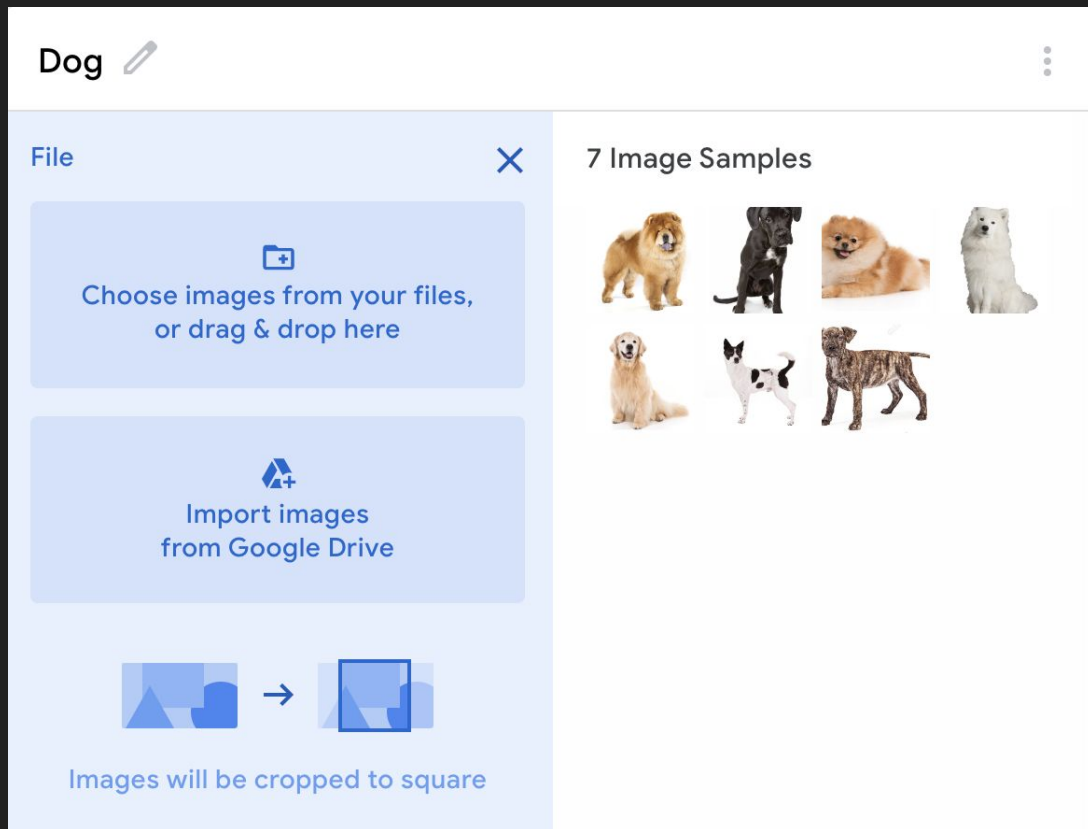 Dog
File
Choose images from your files,
or drag & drop here
Import images
from Google Drive
Images will be cropped to square
7 Image Samples